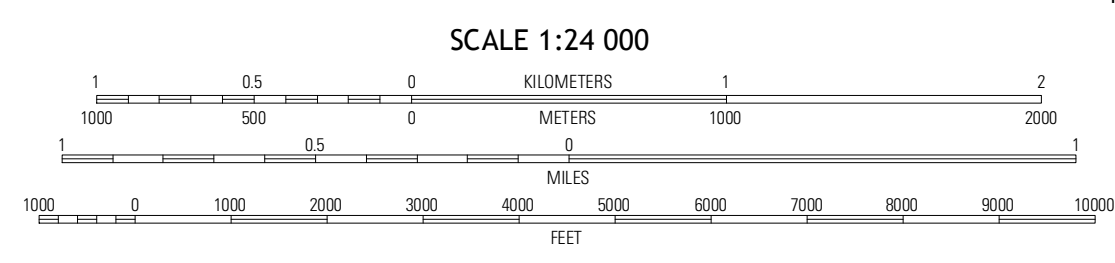 SCALE 1:24 000
1 0.5 0 KILOMETERS 1 2
1000 500 0 METERS 1000 2000
1 0.5 0 1
MILES
1000 0 1000 2000 3000 4000 5000 6000 7000 8000 9000 10000
FEET